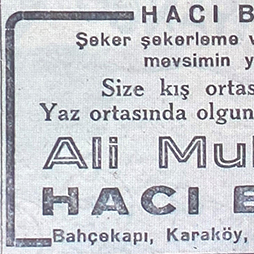 HACI B
Şeker şekerleme v
mevsimin y
Size kış ortas
Yaz ortasında olgun
Ali Mu
HACI
Bahçekapı, Karaköy,